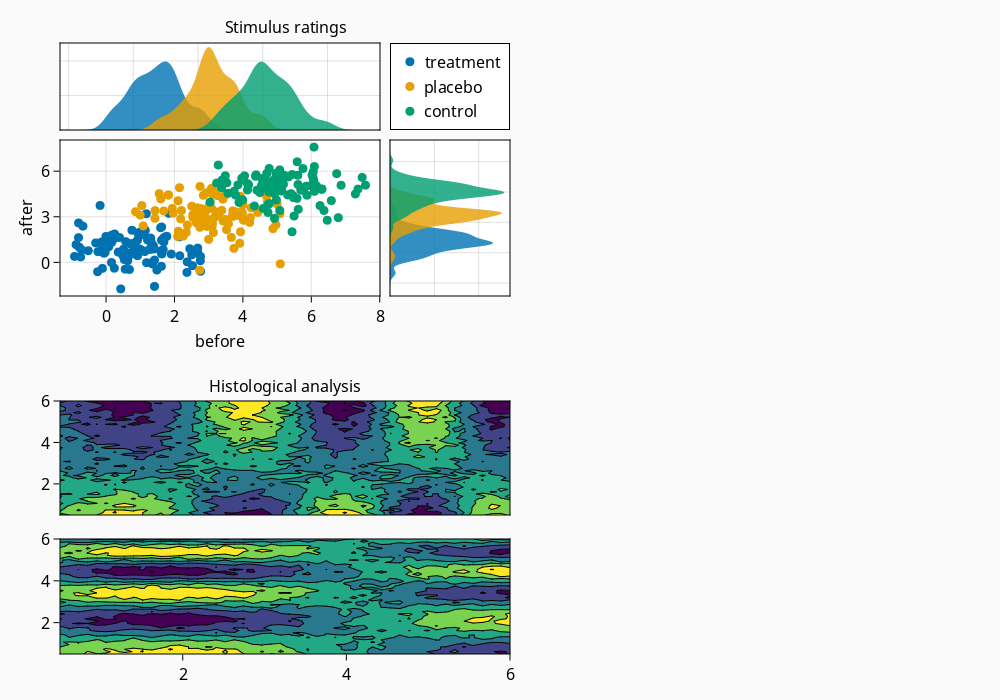 Stimulus ratings
treatment
placebo
control
6
3
0
after
0 2 4 6 8
before
Histological analysis
6
4
2
6
4
2
2 4 6